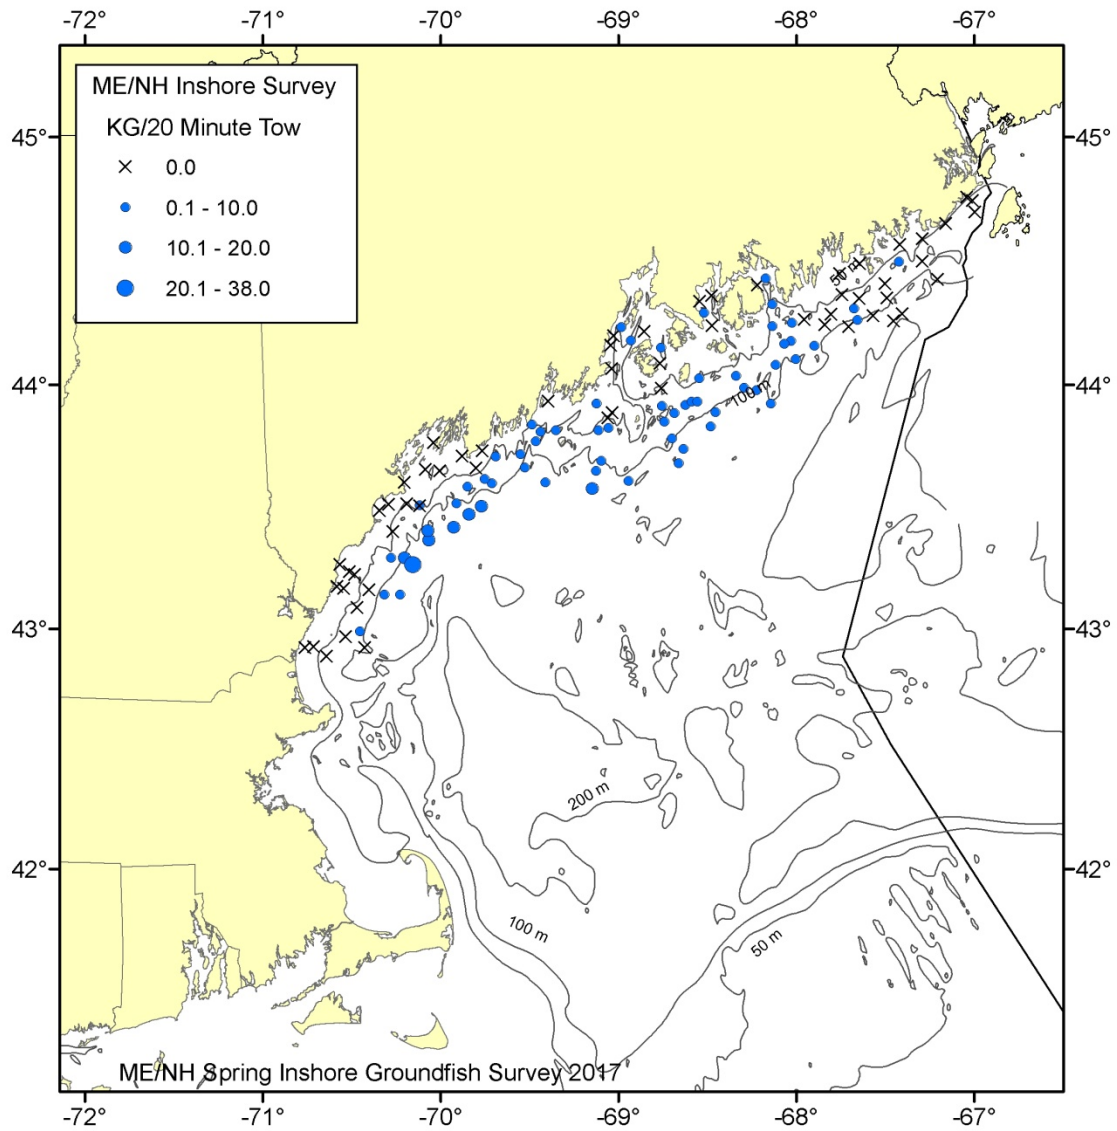 -72° -71° -70° -69° -68° -67°
ME/NH Inshore Survey
KG/20 Minute Tow
0.0
0.1 - 10.0
10.1 - 20.0
20.1 - 38.0
45° 45°
44° 44°
100 m
43° 43°
200 m
42° 42°
100 m
50 m
ME/NH Spring Inshore Groundfish Survey 2017
-72° -71° -70° -69° -68° -67°